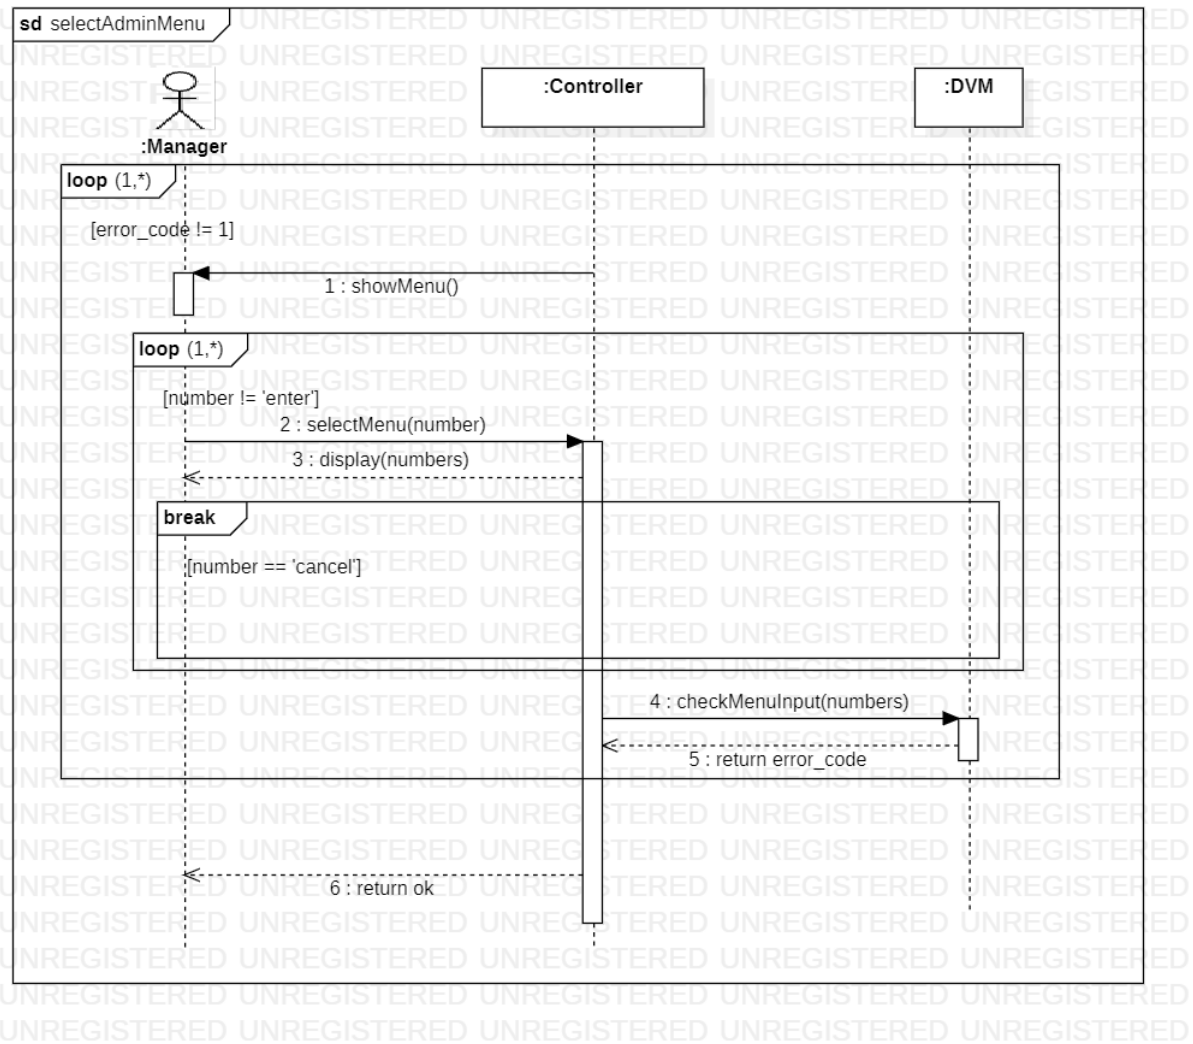 sd selectAdminMenu
:Controller
:DVM
:Manager
loop (1,*)
[error_code != 1]
1 : showMenu()
loop (1,*)
[number != 'enter']
2 : selectMenu(number)
3 : display(numbers)
break
[number == 'cancel']
4 : checkMenuInput(numbers)
5 : return error_code
6 : return ok
UNREGISTERED UNREGISTERED UNREGISTERED UNREGISTERED UNREGISTERED